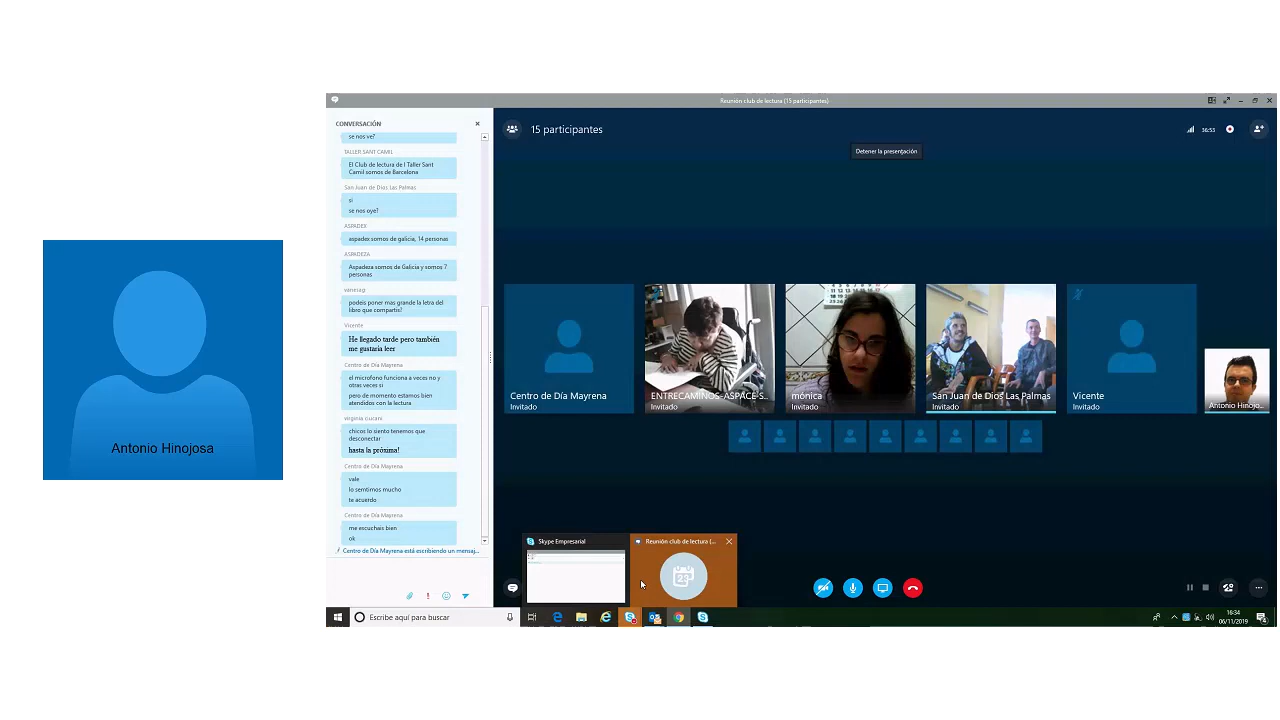 Antonio Hinojosa
Reunión club de lectura (15 participantes)
CONVERSACIÓN
se nos ve?
TALLER SANT CAMIL
El Club de lectura de l Taller Sant
Camil somos de Barcelona
San Juan de Dios Las Palmas
si
se nos oye?
ASPADEX
aspadex somos de galicia, 14 personas
ASPADEZA
Aspadeza somos de Galicia y somos 7
personas
vanesagr
podeis poner mas grande la letra del
libro que compartis?
Vicente
He llegado tarde pero también
me gustaría leer
Centro de Día Mayrena
el microfono funciona a veces no y
otras veces si
pero de momento estamos bien
atendidos con la lectura
virginia ciucani
chicos lo siento tenemos que
desconectar
hasta la próxima!
Centro de Día Mayrena
vale
lo semtimos mucho
te acuerdo
Centro de Día Mayrena
me escuchais bien
ok
Centro de Día Mayrena está escribiendo un mensaj...
15 participantes
36:53
Detener la presentación
Centro de Día Mayrena
Invitado
ENTRECAMINOS-ASPACE-S...
Invitado
mónica
Invitado
San Juan de Dios Las Palmas
Invitado
Vicente
Invitado
Antonio Hinojo...
Skype Empresarial
Reunión club de lectura (...
23
Escribe aquí para buscar
16:34
06/11/2019